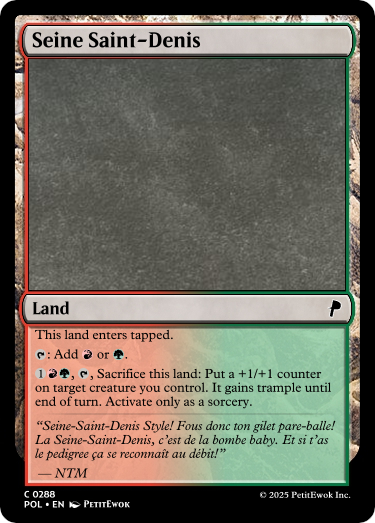 Seine Saint-Denis
Land
This land enters tapped.
: Add or .
1 , , Sacrifice this land: Put a +1/+1 counter
on target creature you control. It gains trample until
end of turn. Activate only as a sorcery.
“Seine-Saint-Denis Style! Fous donc ton gilet pare-balle!
La Seine-Saint-Denis, c'est de la bombe baby. Et si t'as
le pedigree ça se reconnaît au débit!”
— NTM
C 0288
POL • EN PetitEwok
© 2025 PetitEwok Inc.